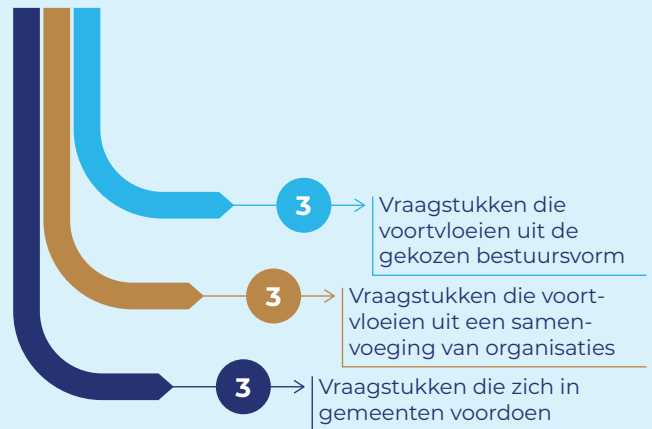 3
Vraagstukken die
voortvloeien uit de
gekozen bestuursvorm
3
Vraagstukken die voort-
vloeien uit een samen-
voeging van organisaties
3
Vraagstukken die zich in
gemeenten voordoen